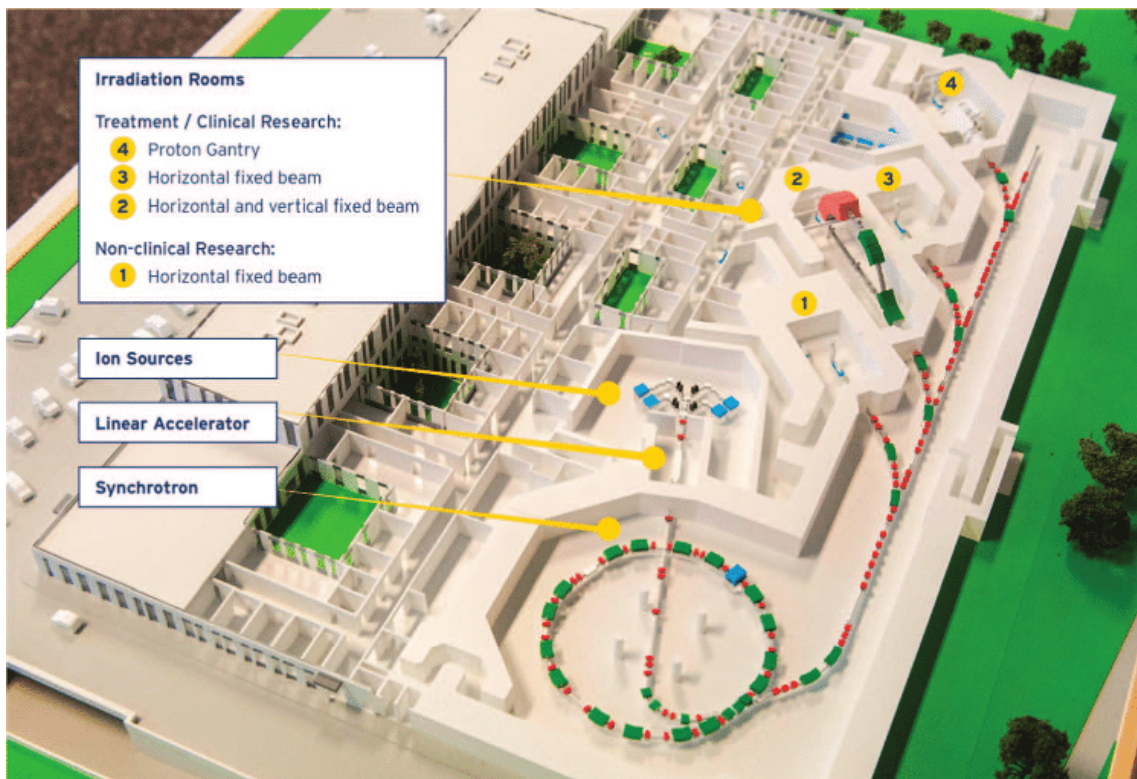 Irradiation Rooms
Treatment / Clinical Research:
4 Proton Gantry
3 Horizontal fixed beam
2 Horizontal and vertical fixed beam
Non-clinical Research:
1 Horizontal fixed beam
Ion Sources
Linear Accelerator
Synchrotron
4
2
3
1